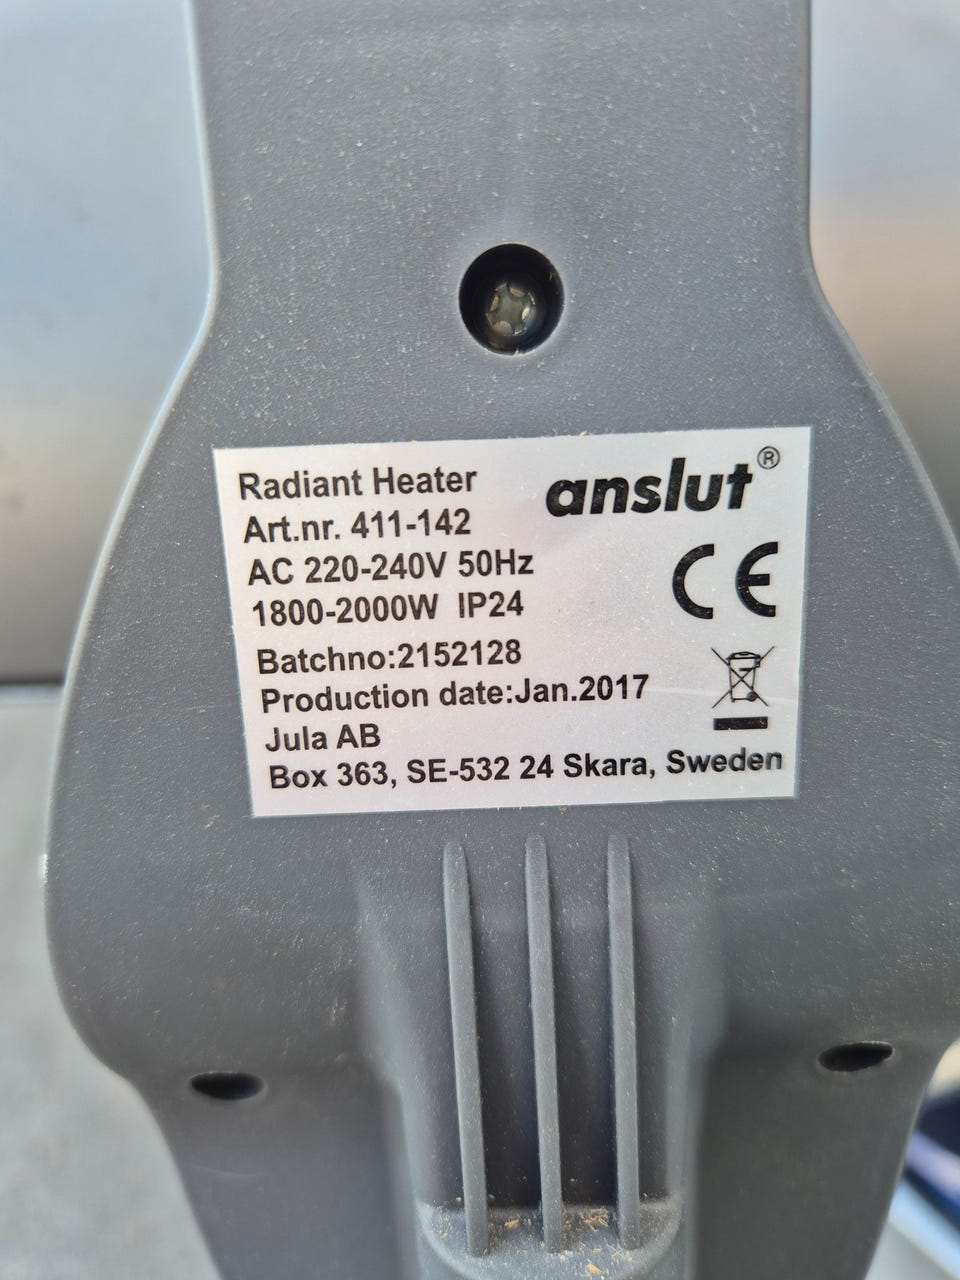 Radiant Heater
anslut®
Art.nr. 411-142
AC 220-240V 50Hz
1800-2000W IP24
CE
Batchno:2152128
Production date:Jan.2017
Jula AB
Box 363, SE-532 24 Skara, Sweden